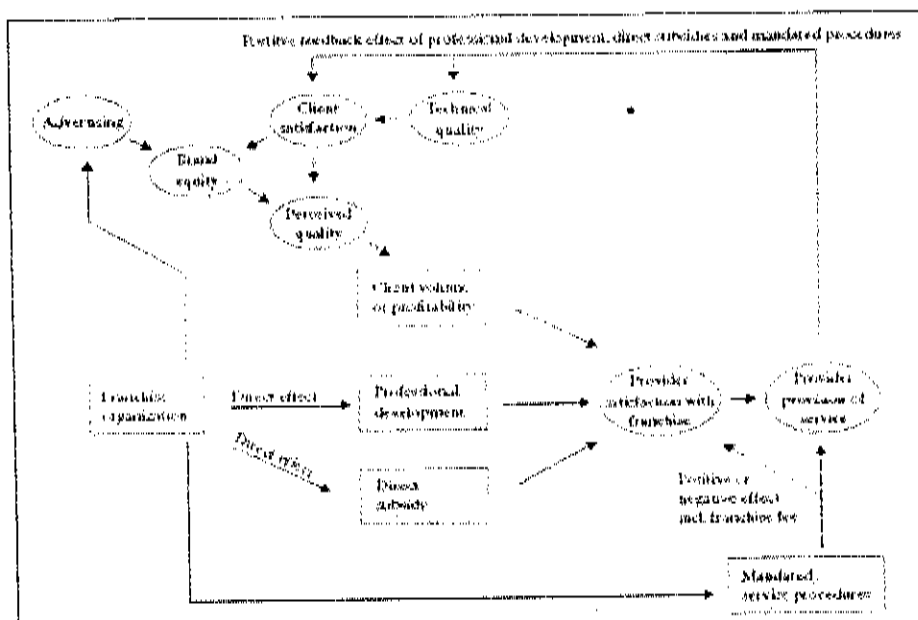 Positive feedback effect of professional development, direct subsidies and mandated procedures
Advertising
Client
satisfaction
Technical
quality
Brand
equity
Perceived
quality
Client volume
or profitability
Franchise
organization
Direct effect
Professional
development
Provider
satisfaction with
franchise
Provider
provision of
service
Direct effect
Direct
subsidy
Positive or
negative effect
incl. franchise fee
Mandated
service procedures